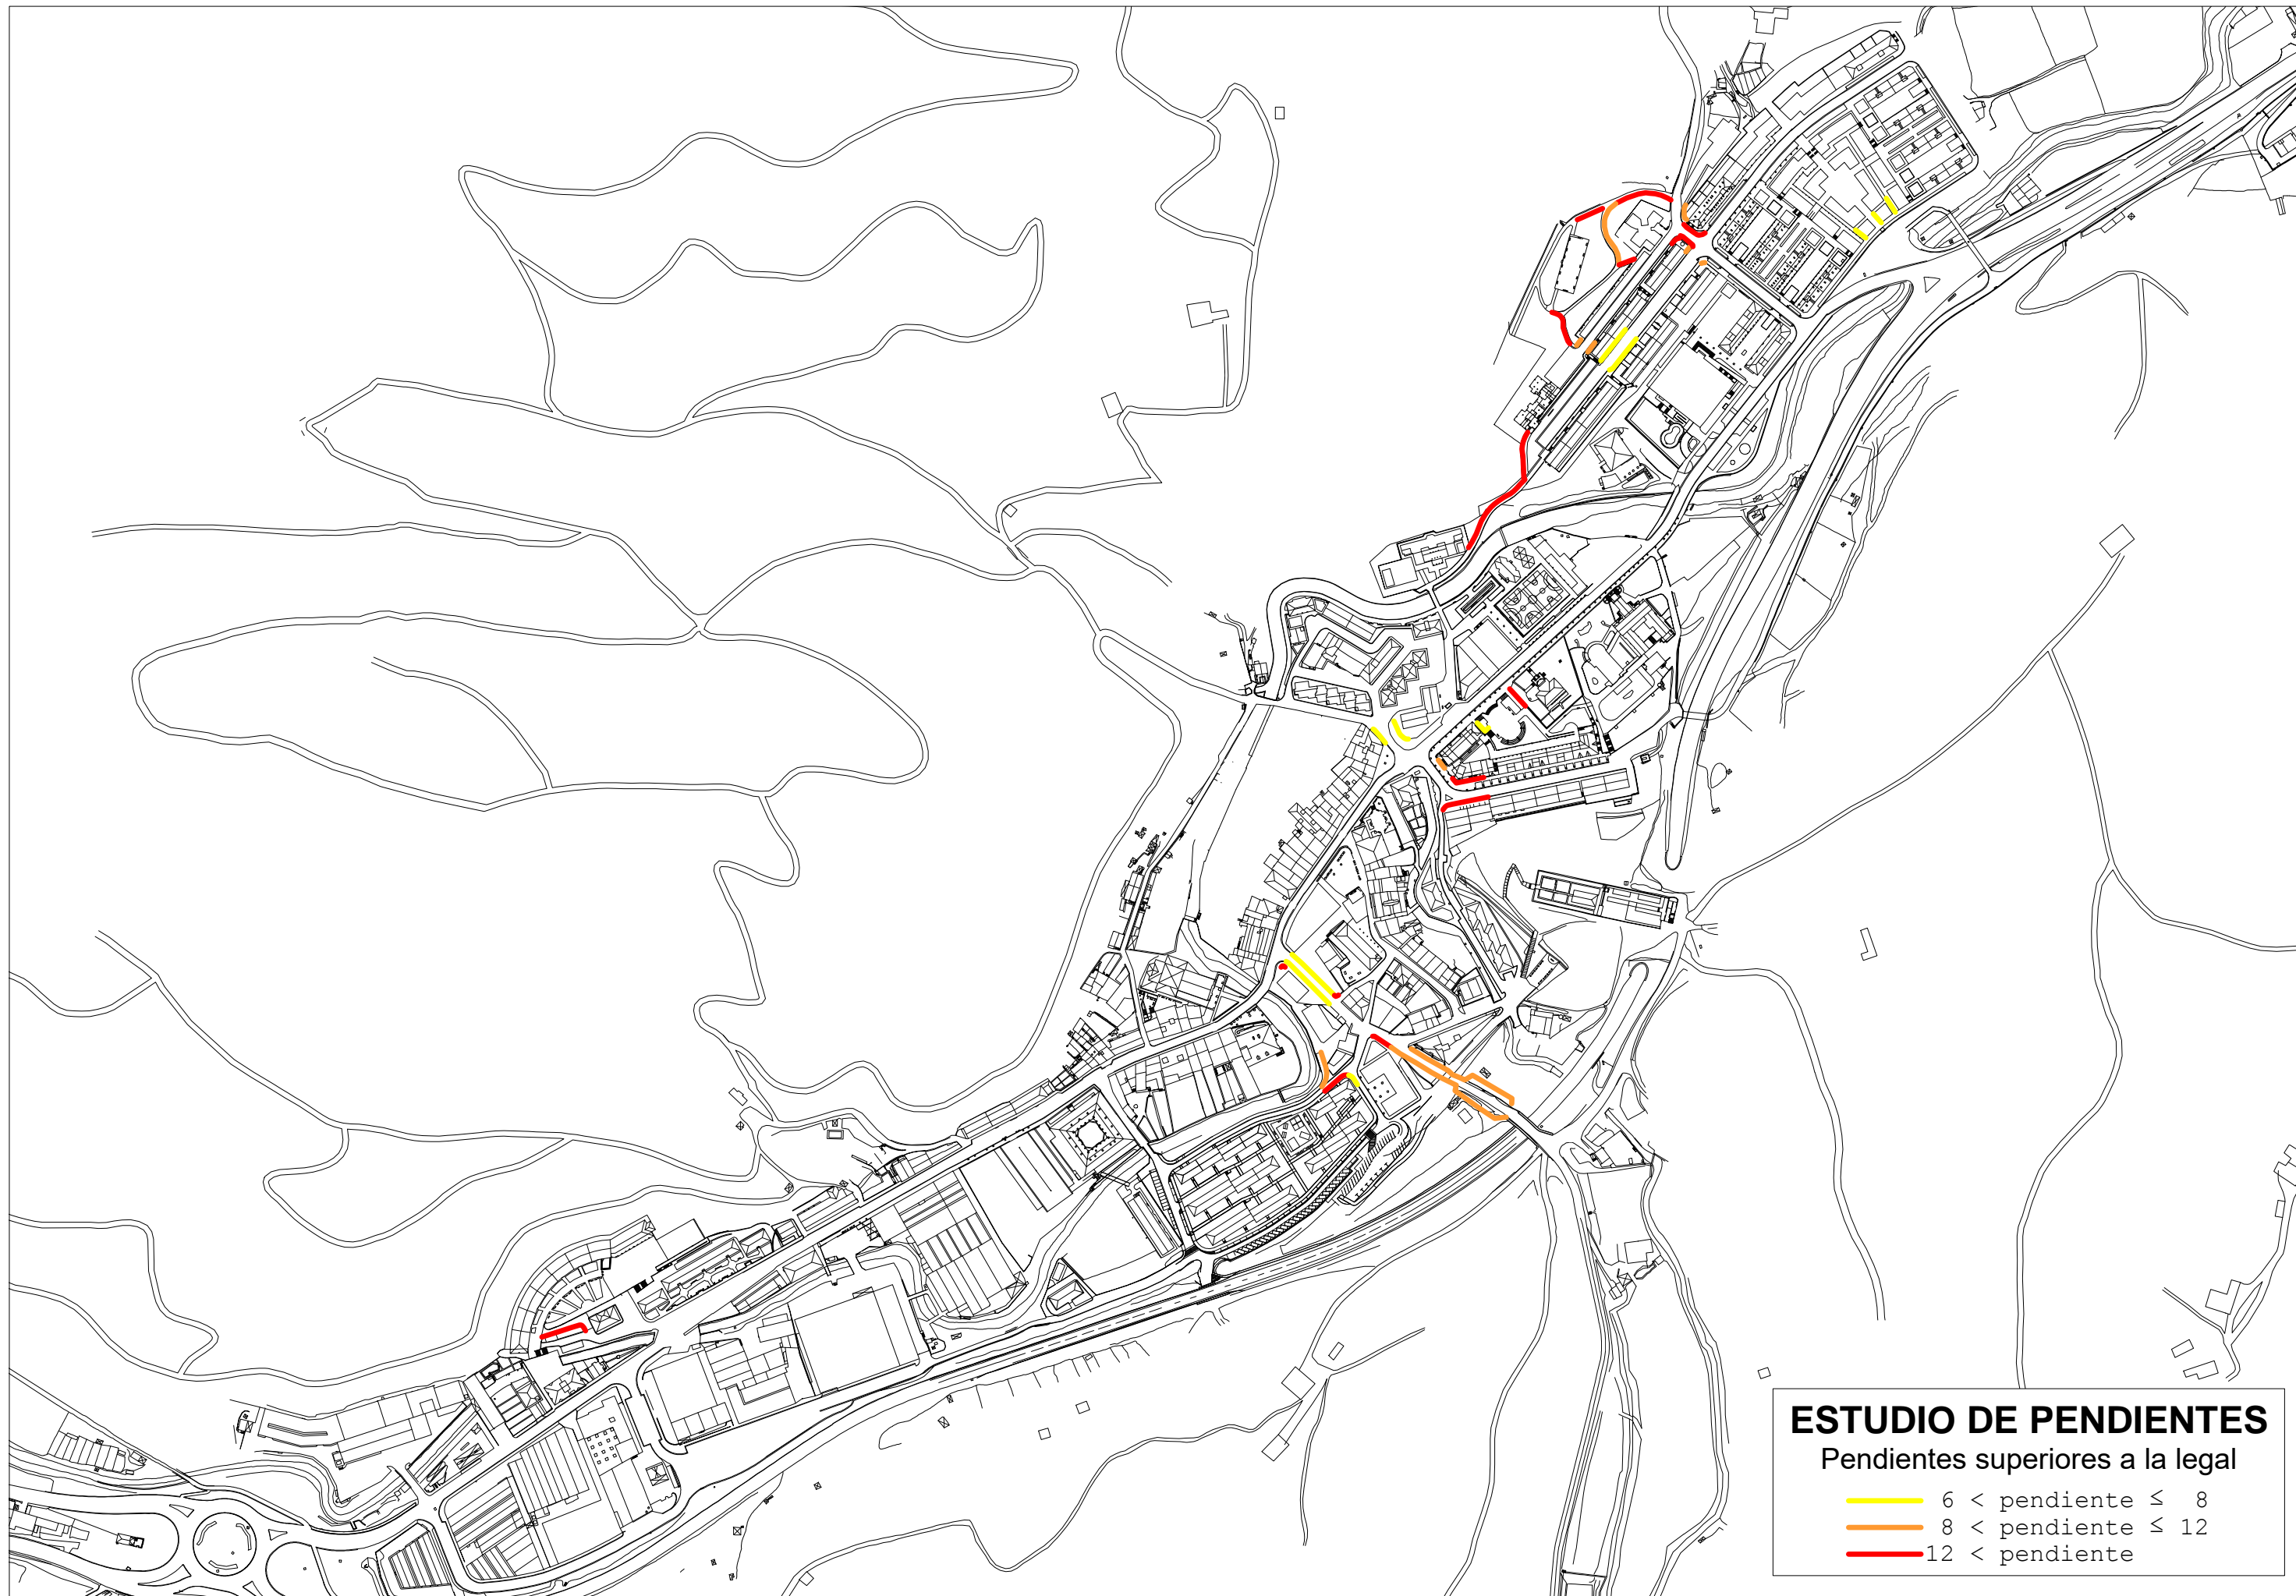 ESTUDIO DE PENDIENTES
Pendientes superiores a la legal
6 < pendiente ≤ 8
8 < pendiente ≤ 12
12 < pendiente